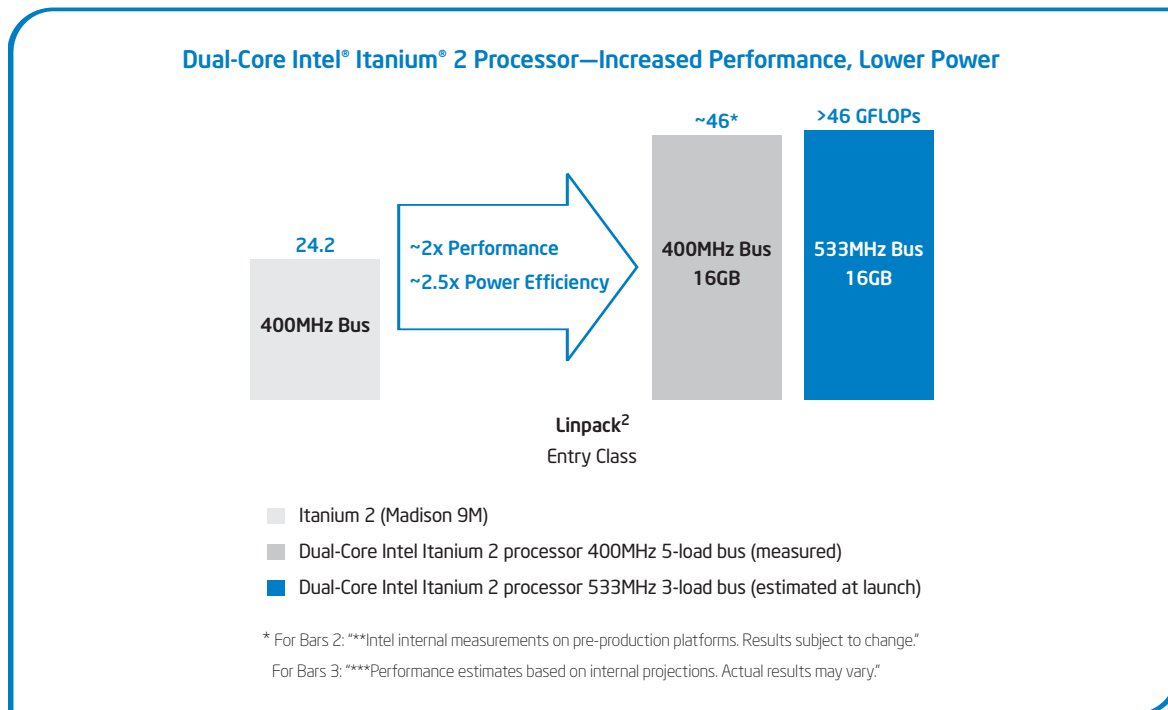 Dual-Core Intel® Itanium® 2 Processor—Increased Performance, Lower Power
~46*
>46 GFLOPs
24.2
~2x Performance
~2.5x Power Efficiency
400MHz Bus
16GB
533MHz Bus
16GB
400MHz Bus
Linpack²
Entry Class
Itanium 2 (Madison 9M)
Dual-Core Intel Itanium 2 processor 400MHz 5-load bus (measured)
Dual-Core Intel Itanium 2 processor 533MHz 3-load bus (estimated at launch)
* For Bars 2: “**Intel internal measurements on pre-production platforms. Results subject to change.”
For Bars 3: “***Performance estimates based on internal projections. Actual results may vary.”